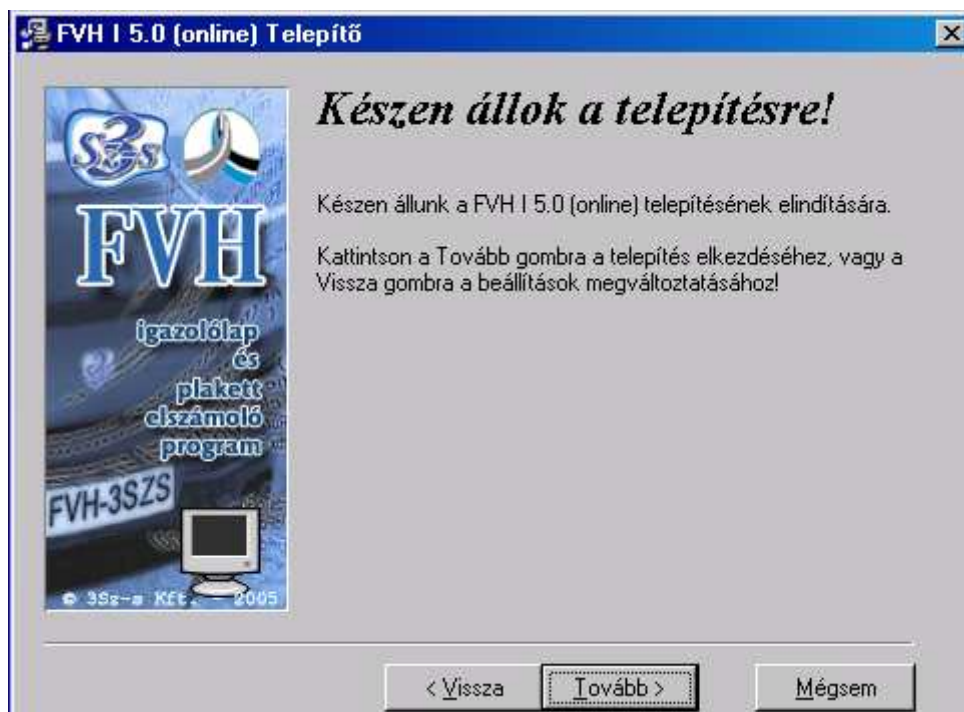 FVH I 5.0 (online) Telepítő
Készen állok a telepítésre!
Készen állunk a FVH I 5.0 (online) telepítésének elindítására.
Kattintson a Tovább gombra a telepítés elkezdéséhez, vagy a
Vissza gombra a beállítások megváltoztatásához!
3
Sz-s
FVH
igazolólap
és
plakett
elszámoló
program
FVH-3SZS
© 3Sz-s Kft. - 2005
< Vissza
Tovább >
Mégsem